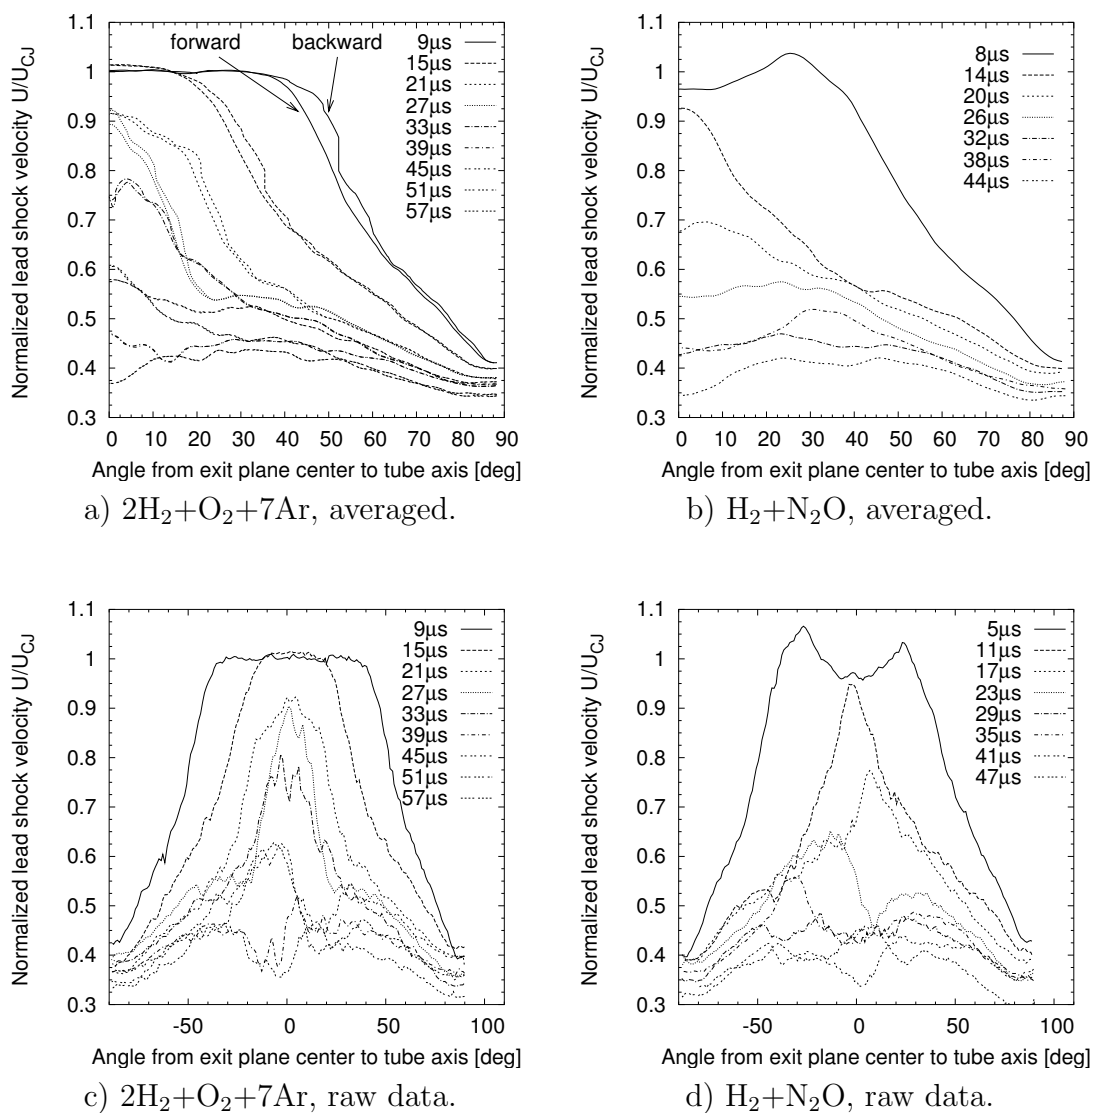 Normalized lead shock velocity U/U_CJ
1.1
1
0.9
0.8
0.7
0.6
0.5
0.4
0.3
forward
backward
9μs
15μs
21μs
27μs
33μs
39μs
45μs
51μs
57μs
0 10 20 30 40 50 60 70 80 90
Angle from exit plane center to tube axis [deg]
a) 2H₂+O₂+7Ar, averaged.
Normalized lead shock velocity U/U_CJ
1.1
1
0.9
0.8
0.7
0.6
0.5
0.4
0.3
8μs
14μs
20μs
26μs
32μs
38μs
44μs
0 10 20 30 40 50 60 70 80 90
Angle from exit plane center to tube axis [deg]
b) H₂+N₂O, averaged.
Normalized lead shock velocity U/U_CJ
1.1
1
0.9
0.8
0.7
0.6
0.5
0.4
0.3
9μs
15μs
21μs
27μs
33μs
39μs
45μs
51μs
57μs
-50 0 50 100
Angle from exit plane center to tube axis [deg]
c) 2H₂+O₂+7Ar, raw data.
Normalized lead shock velocity U/U_CJ
1.1
1
0.9
0.8
0.7
0.6
0.5
0.4
0.3
5μs
11μs
17μs
23μs
29μs
35μs
41μs
47μs
-50 0 50 100
Angle from exit plane center to tube axis [deg]
d) H₂+N₂O, raw data.